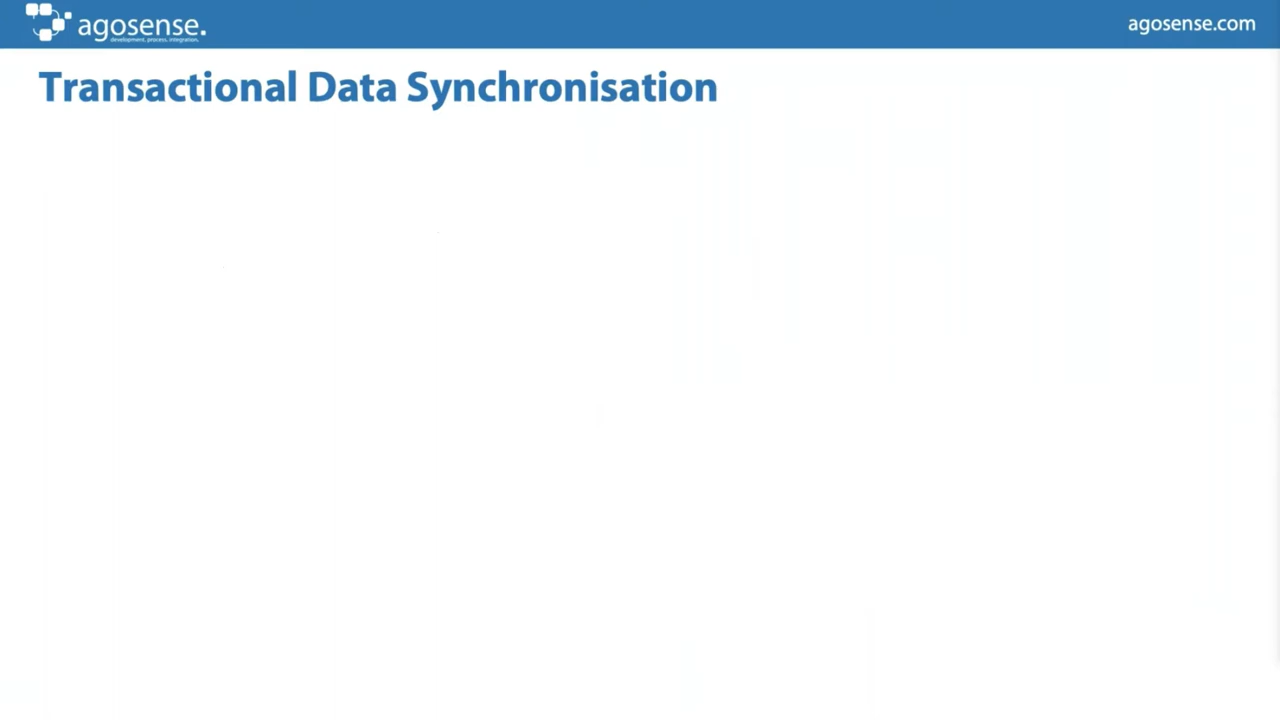 agosense.
development, process, integration.
agosense.com
Transactional Data Synchronisation